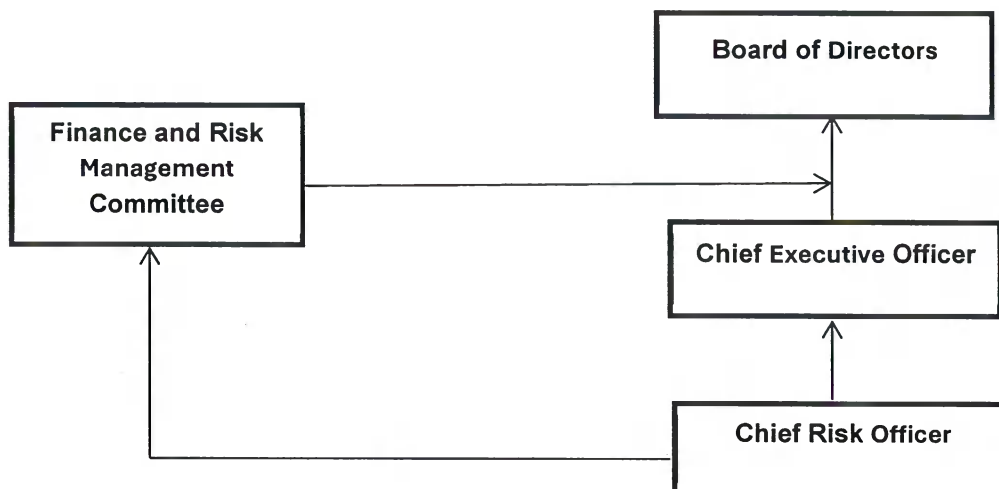 Board of Directors
Finance and Risk
Management
Committee
Chief Executive Officer
Chief Risk Officer